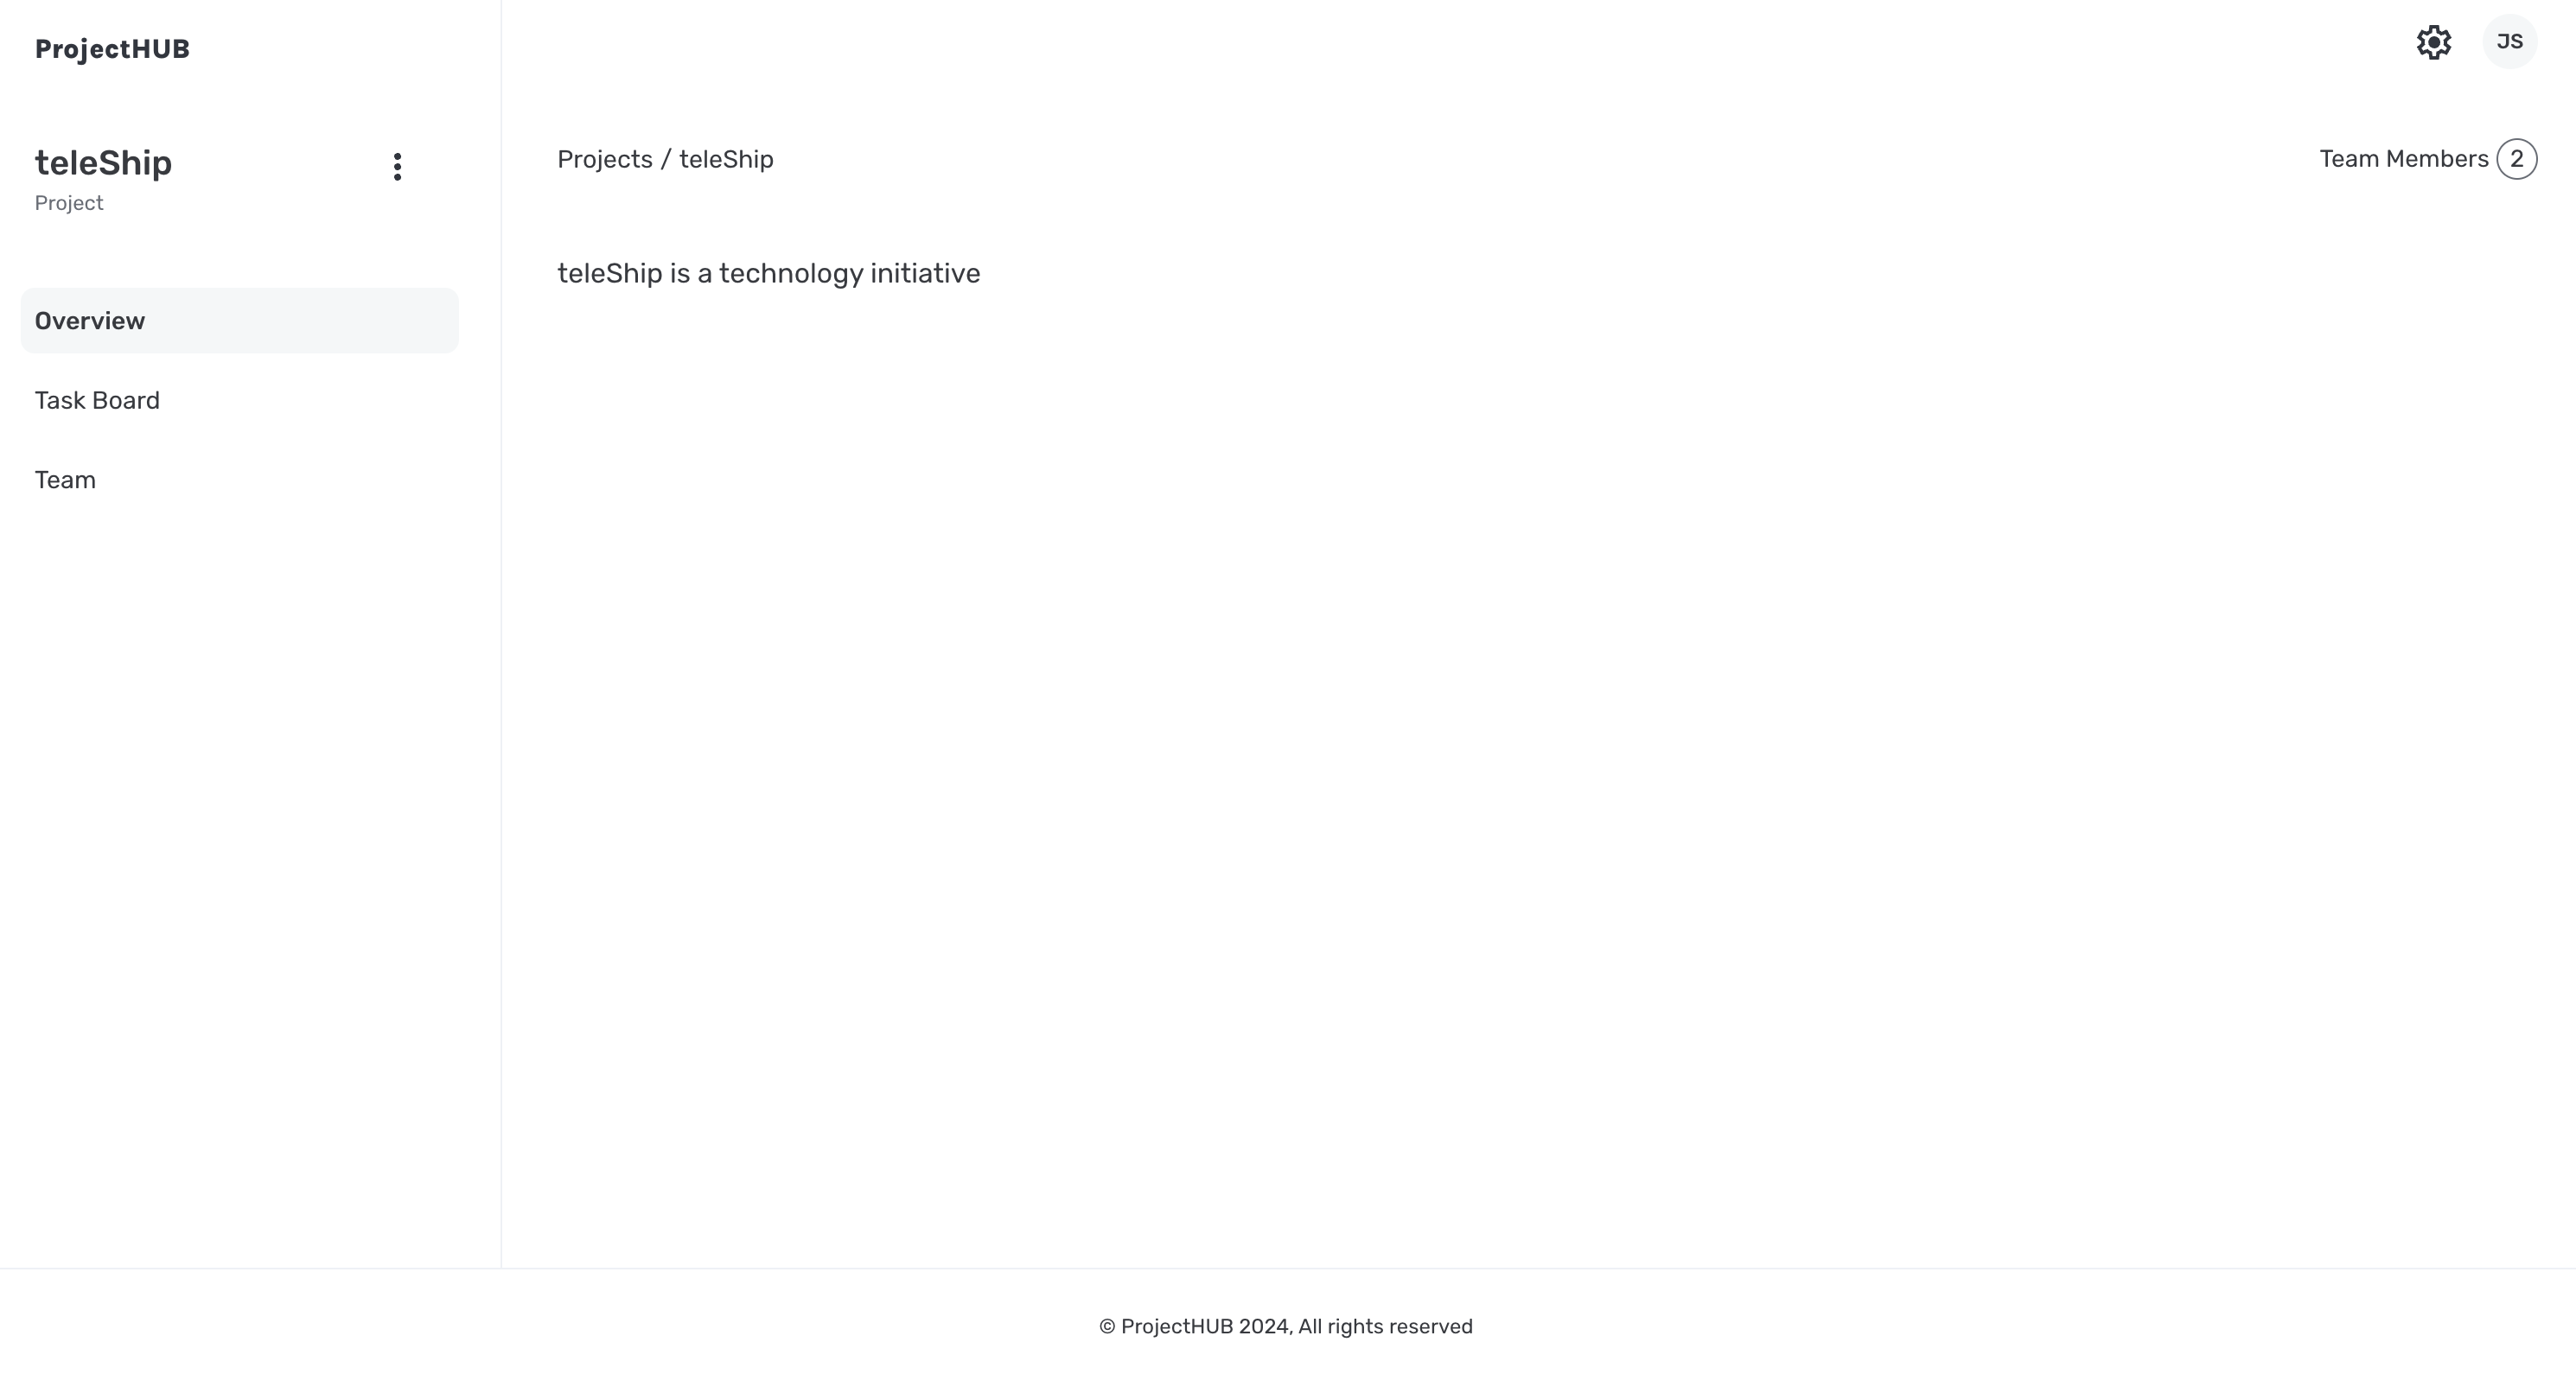 ProjectHUB
JS
teleShip
Project
Projects / teleShip
Team Members 2
teleShip is a technology initiative
Overview
Task Board
Team
© ProjectHUB 2024, All rights reserved